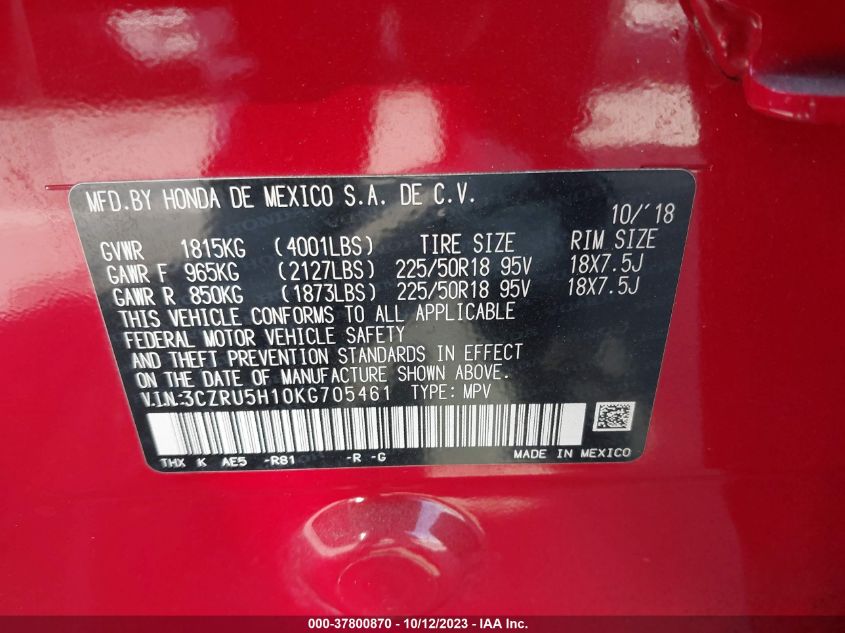 MFD.BY HONDA DE MEXICO S.A. DE C.V.
10/'18
GVWR 1815KG (4001LBS) TIRE SIZE RIM SIZE
GAWR F 965KG (2127LBS) 225/50R18 95V 18X7.5J
GAWR R 850KG (1873LBS) 225/50R18 95V 18X7.5J
THIS VEHICLE CONFORMS TO ALL APPLICABLE
FEDERAL MOTOR VEHICLE SAFETY
AND THEFT PREVENTION STANDARDS IN EFFECT
ON THE DATE OF MANUFACTURE SHOWN ABOVE.
V.I.N:3CZRU5H10KG705461 TYPE: MPV
THX K AE5 -R81 -R -G MADE IN MEXICO
000-37800870 - 10/12/2023 - IAA Inc.